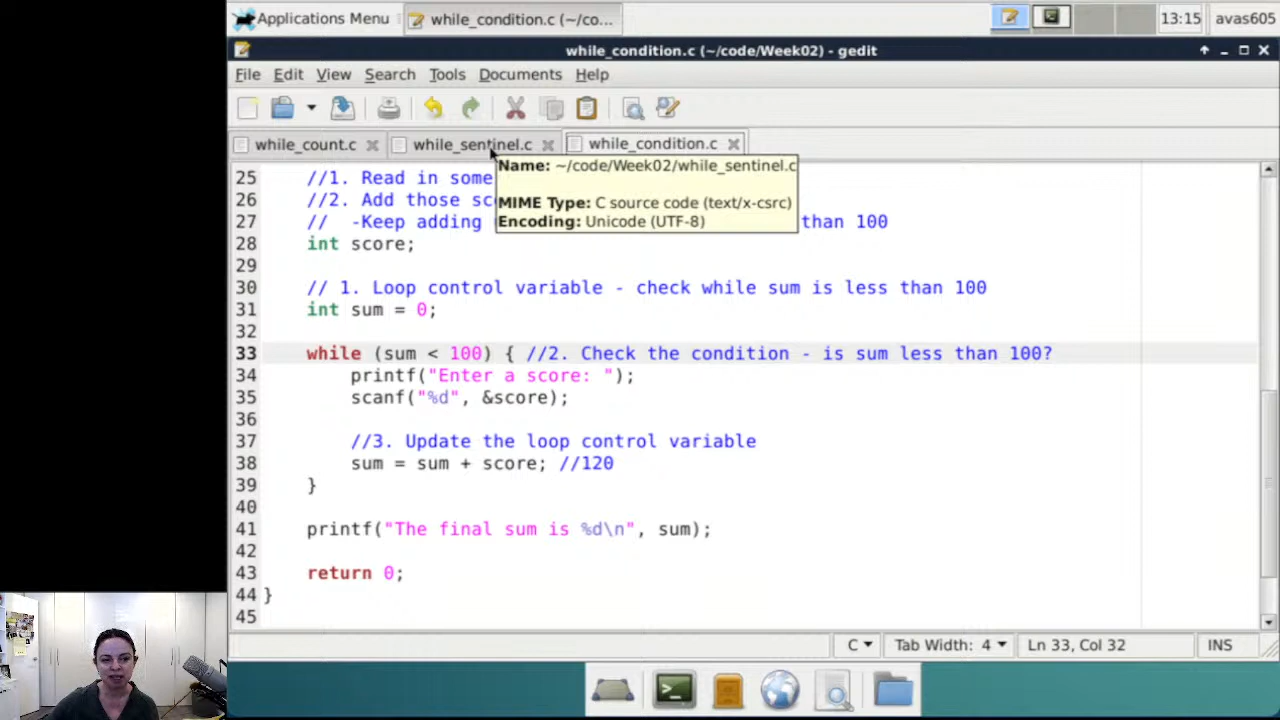 Applications Menu
while_condition.c (~/co...
13:15
avas605
while_condition.c (~/code/Week02) - gedit
File Edit View Search Tools Documents Help
while_count.c
while_sentinel.c
while_condition.c
Name: ~/code/Week02/while_sentinel.c
MIME Type: C source code (text/x-csrc)
Encoding: Unicode (UTF-8)
25 //1. Read in some
26 //2. Add those sc
27 // -Keep adding than 100
28 int score;
29
30 // 1. Loop control variable - check while sum is less than 100
31 int sum = 0;
32
33 while (sum < 100) { //2. Check the condition - is sum less than 100?
34 printf("Enter a score: ");
35 scanf("%d", &score);
36
37 //3. Update the loop control variable
38 sum = sum + score; //120
39 }
40
41 printf("The final sum is %d\n", sum);
42
43 return 0;
44 }
45
C Tab Width: 4 Ln 33, Col 32 INS